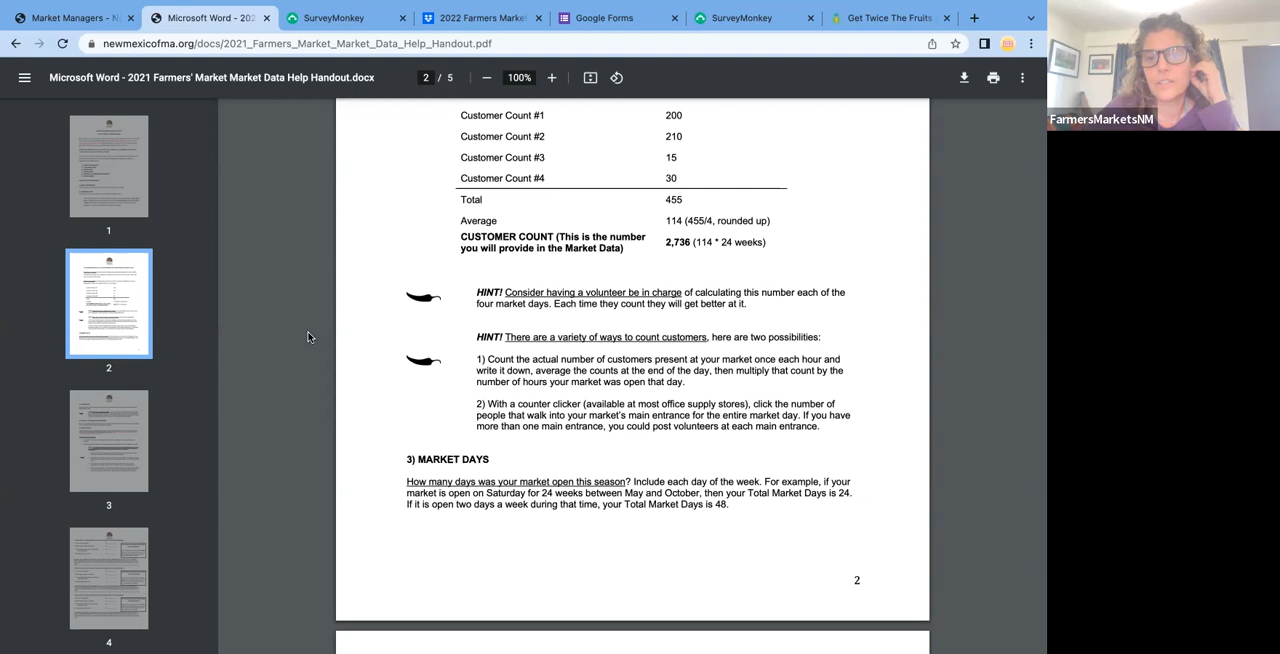 Market Managers - N
Microsoft Word - 202
SurveyMonkey
2022 Farmers Marke
Google Forms
SurveyMonkey
Get Twice The Fruits
newmexicofma.org/docs/2021_Farmers_Market_Market_Data_Help_Handout.pdf
Microsoft Word - 2021 Farmers' Market Market Data Help Handout.docx
2 / 5
100%
FarmersMarketsNM
1
2
3
4
Customer Count #1 200
Customer Count #2 210
Customer Count #3 15
Customer Count #4 30
Total 455
Average 114 (455/4, rounded up)
CUSTOMER COUNT (This is the number
you will provide in the Market Data) 2,736 (114 * 24 weeks)
HINT! Consider having a volunteer be in charge of calculating this number each of the
four market days. Each time they count they will get better at it.
HINT! There are a variety of ways to count customers, here are two possibilities:
1) Count the actual number of customers present at your market once each hour and
write it down, average the counts at the end of the day, then multiply that count by the
number of hours your market was open that day.
2) With a counter clicker (available at most office supply stores), click the number of
people that walk into your market's main entrance for the entire market day. If you have
more than one main entrance, you could post volunteers at each main entrance.
3) MARKET DAYS
How many days was your market open this season? Include each day of the week. For example, if your
market is open on Saturday for 24 weeks between May and October, then your Total Market Days is 24.
If it is open two days a week during that time, your Total Market Days is 48.
2